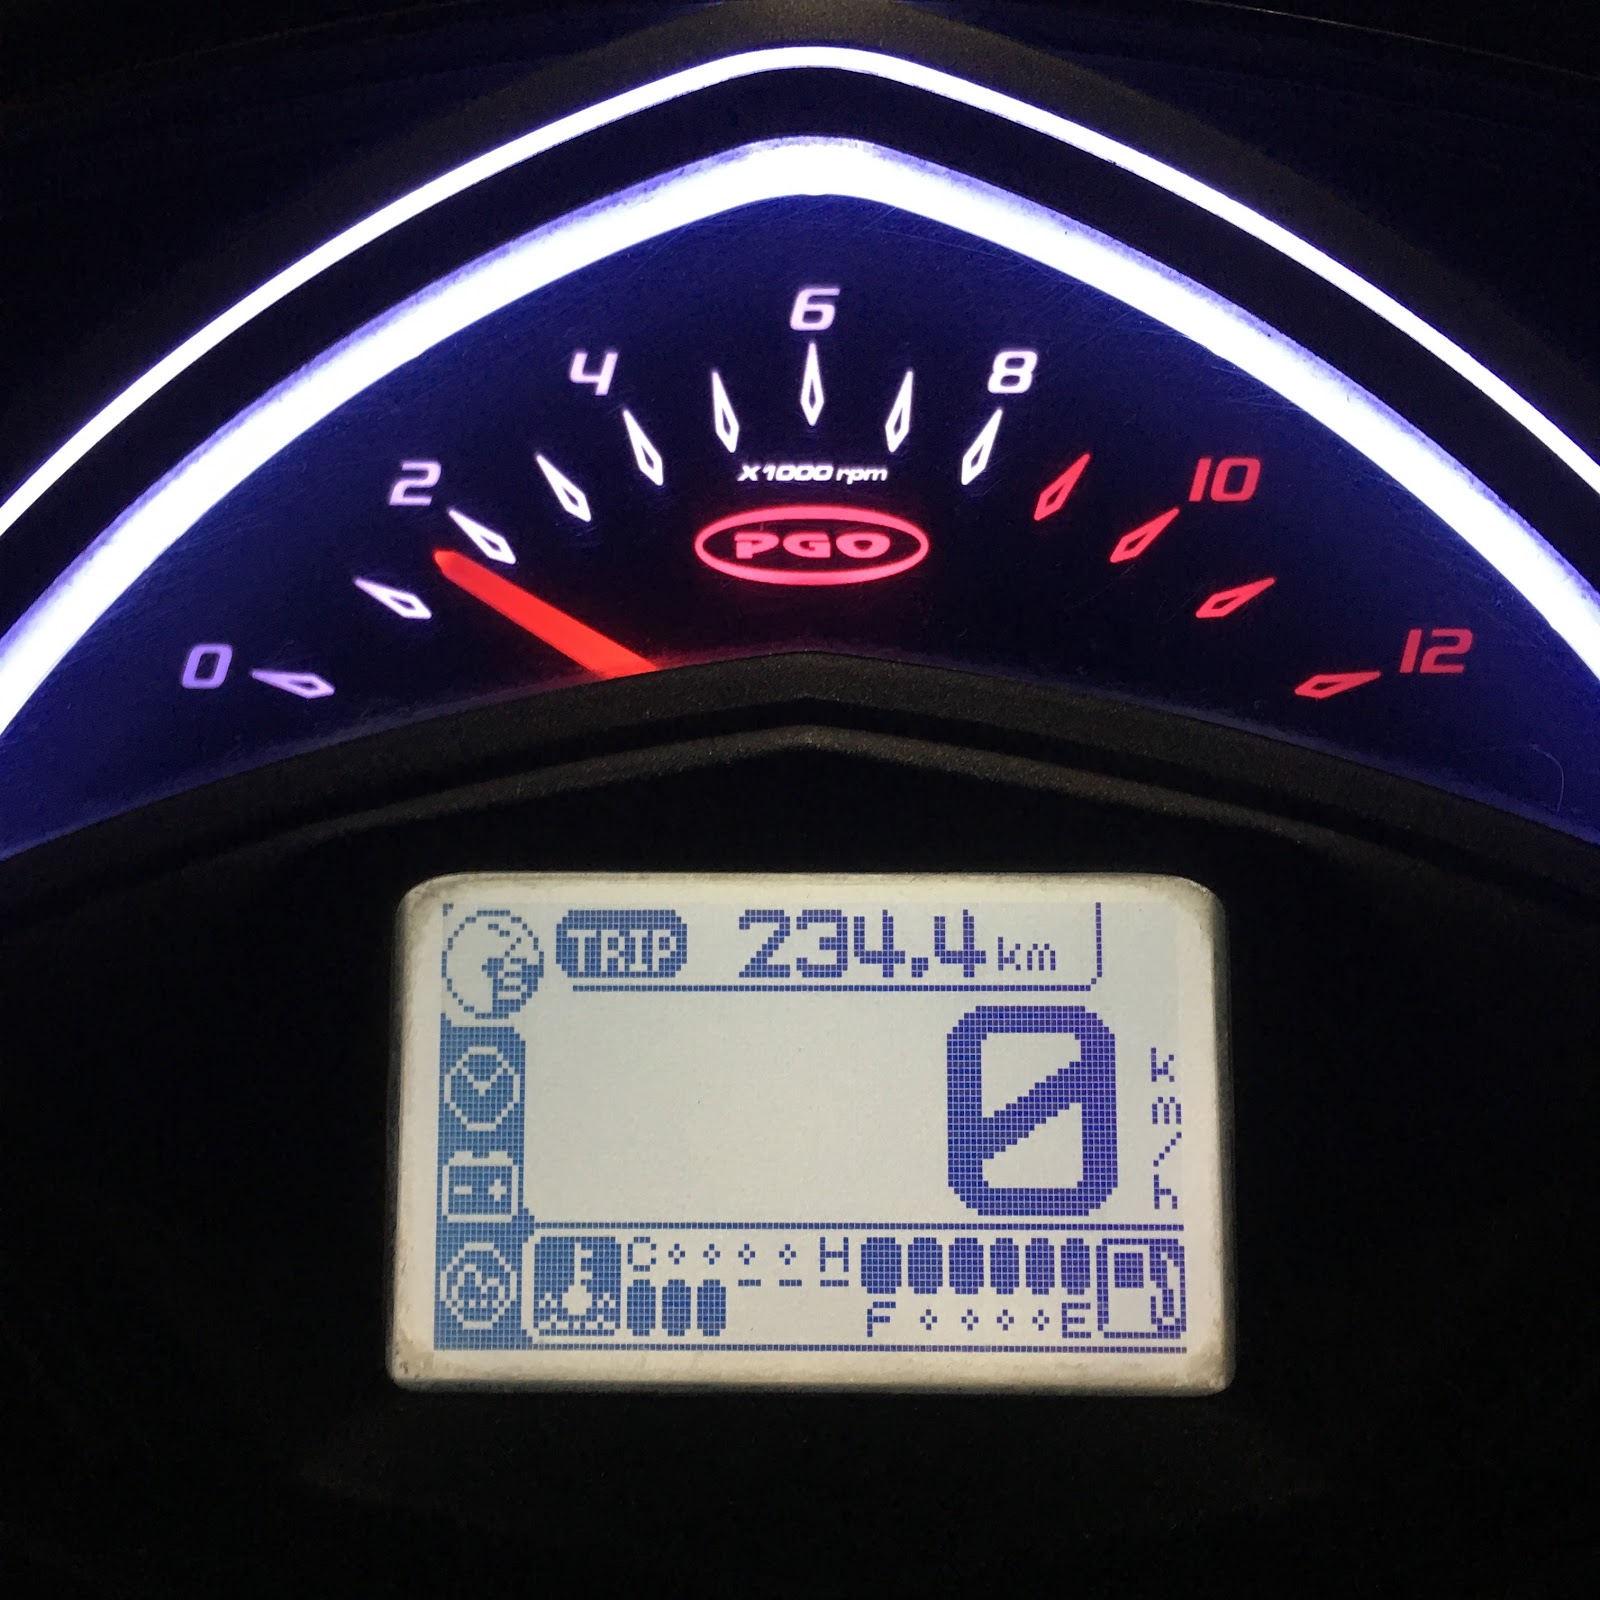 6
4 8
2 10
X1000 rpm
PGO
0 12
TRIP 234.4 km
0 km/h
C H
F E